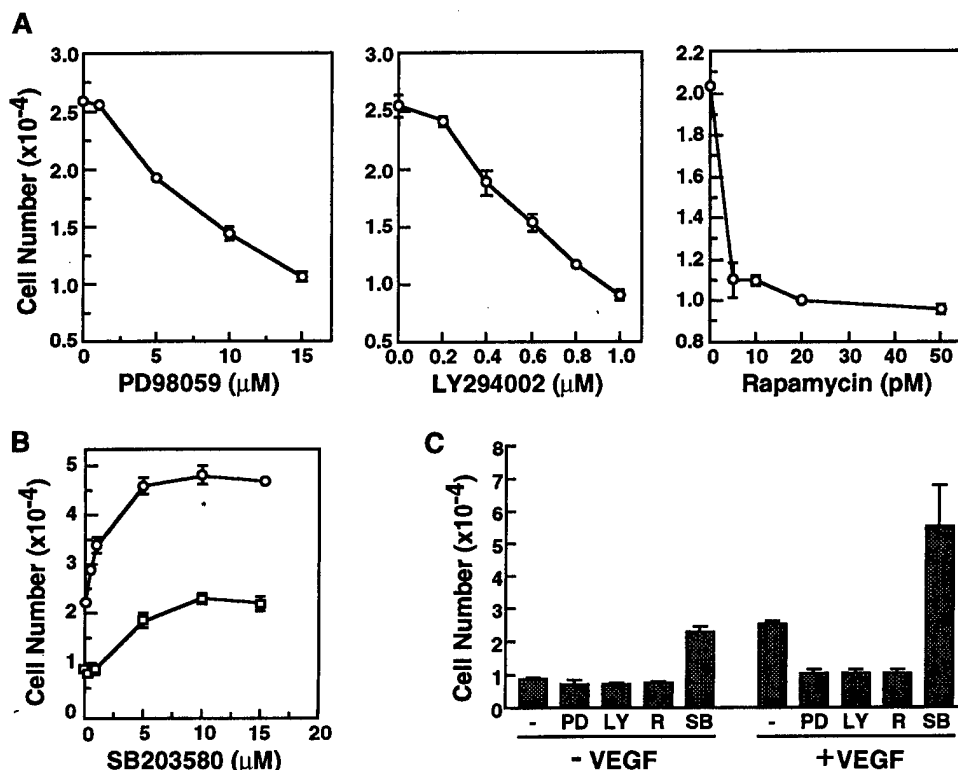 A
Cell Number (x10-4)
3.0
2.5
2.0
1.5
1.0
0.5
0 5 10 15
PD98059 (μM)
3.0
2.5
2.0
1.5
1.0
0.5
0.0 0.2 0.4 0.6 0.8 1.0
LY294002 (μM)
2.2
2.0
1.8
1.6
1.4
1.2
1.0
0.8
0 10 20 30 40 50
Rapamycin (pM)
B
Cell Number (x10-4)
5
4
3
2
1
0
0 5 10 15 20
SB203580 (μM)
C
Cell Number (x10-4)
8
7
6
5
4
3
2
1
0
- PD LY R SB - PD LY R SB
- VEGF +VEGF